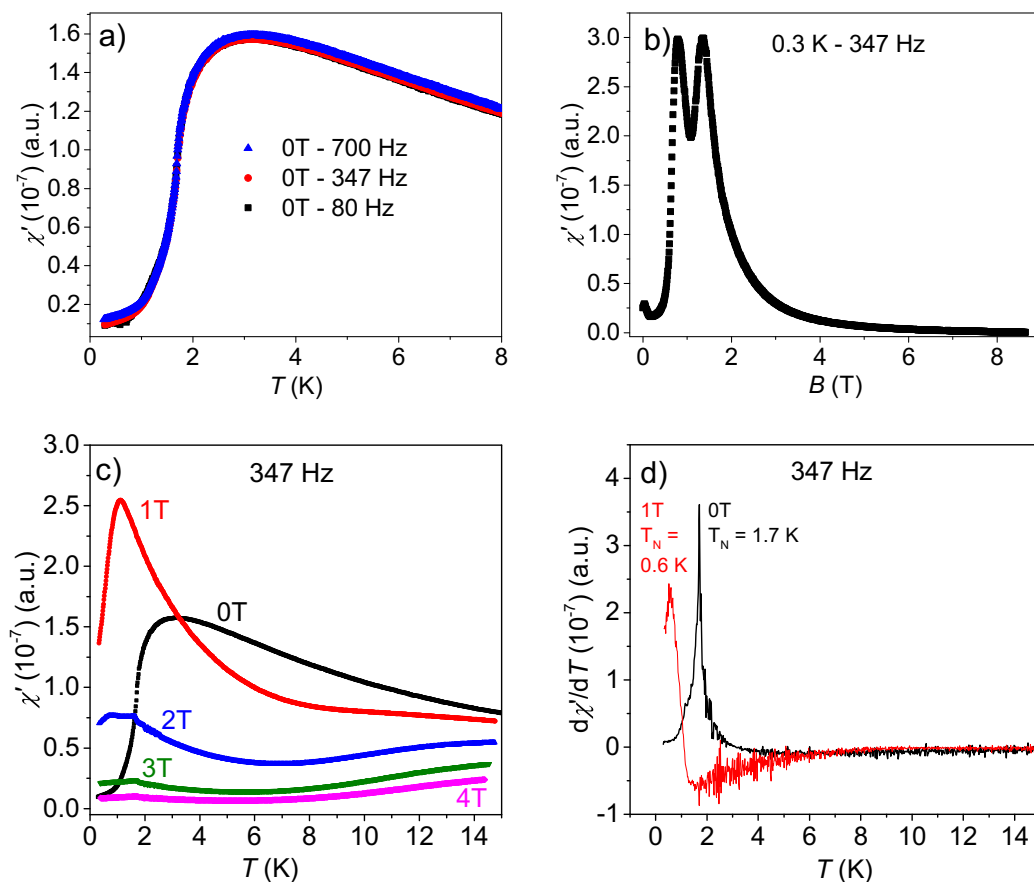 a)
0T - 700 Hz
0T - 347 Hz
0T - 80 Hz
χ′ (10⁻⁷) (a.u.)
1.6
1.4
1.2
1.0
0.8
0.6
0.4
0.2
0 2 4 6 8
T (K)
b)
0.3 K - 347 Hz
χ′ (10⁻⁷) (a.u.)
3.0
2.5
2.0
1.5
1.0
0.5
0.0
0 2 4 6 8
B (T)
c)
347 Hz
1T
0T
2T
3T
4T
χ′ (10⁻⁷) (a.u.)
3.0
2.5
2.0
1.5
1.0
0.5
0.0
0 2 4 6 8 10 12 14
T (K)
d)
347 Hz
1T
T_N =
0.6 K
0T
T_N = 1.7 K
dχ′/dT (10⁻⁷) (a.u.)
4
3
2
1
0
-1
0 2 4 6 8 10 12 14
T (K)